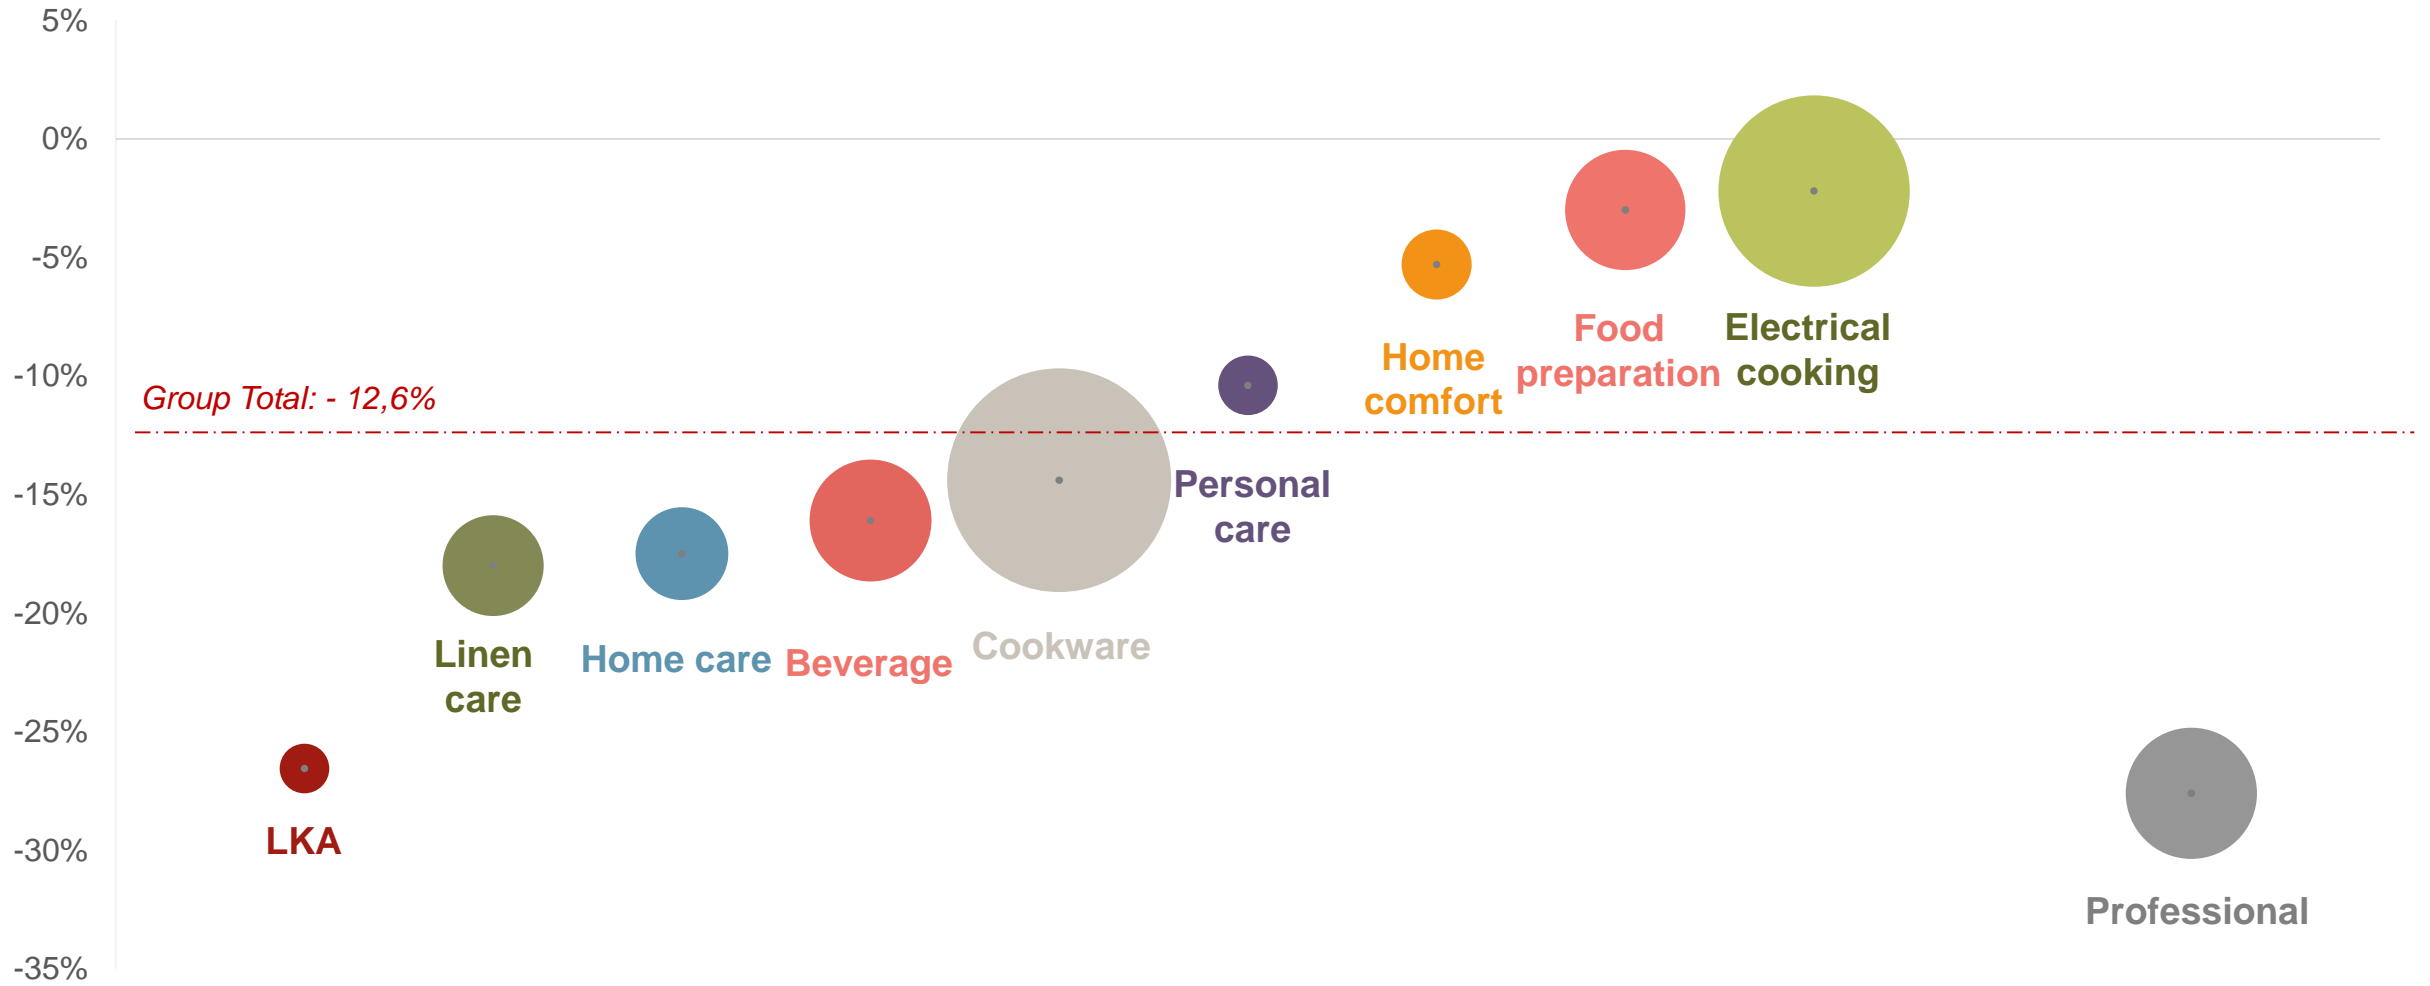 5%
0%
-5%
-10%
-15%
-20%
-25%
-30%
-35%
Group Total: - 12,6%
LKA
Linen
care
Home care
Beverage
Cookware
Personal
care
Home
comfort
Food
preparation
Electrical
cooking
Professional